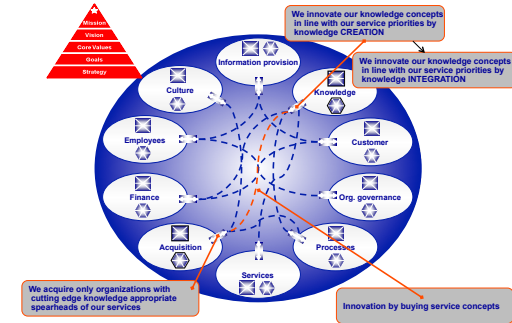 Mission
Vision
Core Values
Goals
Strategy
We innovate our knowledge concepts
in line with our service priorities by
knowledge CREATION
We innovate our knowledge concepts
in line with our service priorities by
knowledge INTEGRATION
Information provision
Culture
Knowledge
Employees
Customer
Finance
Org. governance
Acquisition
Processes
Services
We acquire only organizations with
cutting edge knowledge appropriate
spearheads of our services
Innovation by buying service concepts